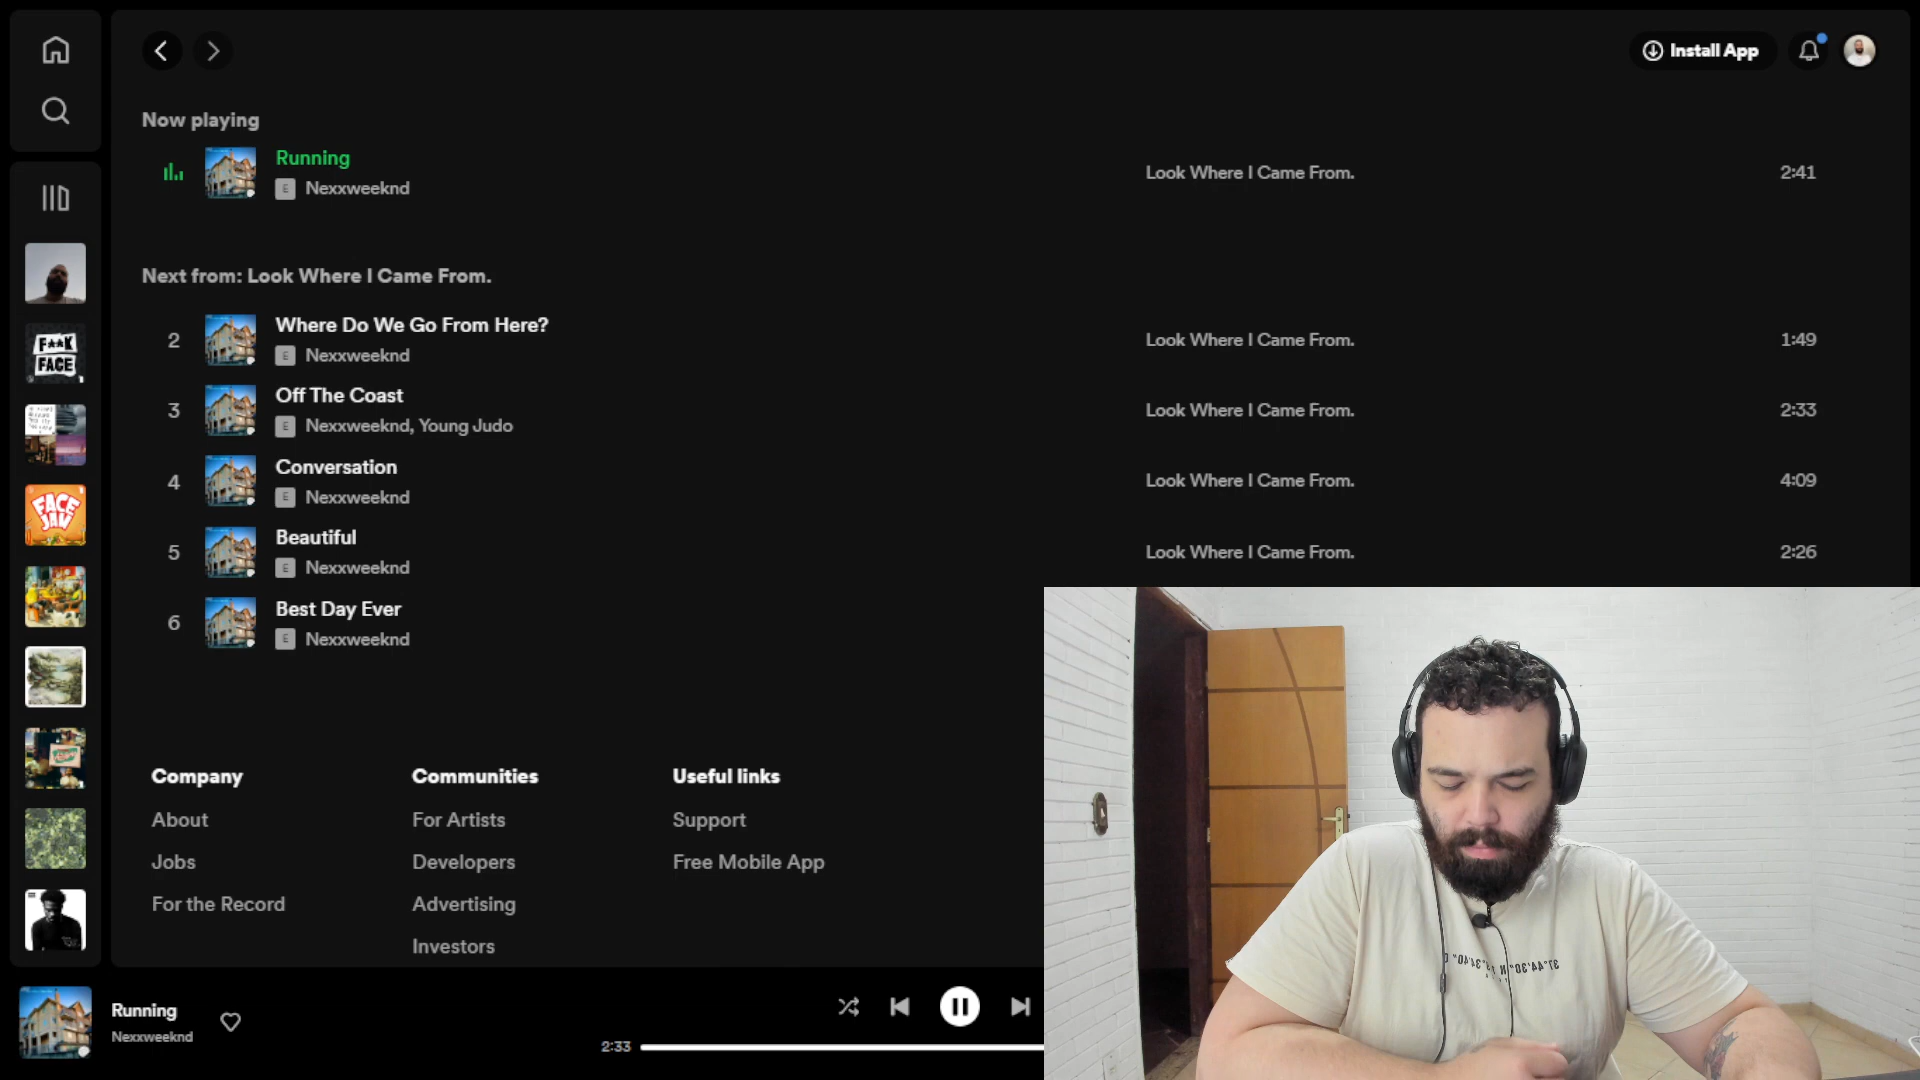 Install App
Now playing
Running
E Nexxweeknd
Look Where I Came From.
2:41
Next from: Look Where I Came From.
2
Where Do We Go From Here?
E Nexxweeknd
Look Where I Came From.
1:49
3
Off The Coast
E Nexxweeknd, Young Judo
Look Where I Came From.
2:33
4
Conversation
E Nexxweeknd
Look Where I Came From.
4:09
5
Beautiful
E Nexxweeknd
Look Where I Came From.
2:26
6
Best Day Ever
E Nexxweeknd
F**K
FACE
FACE
JAM
Company
About
Jobs
For the Record
Communities
For Artists
Developers
Advertising
Investors
Useful links
Support
Free Mobile App
Running
Nexxweeknd
2:33